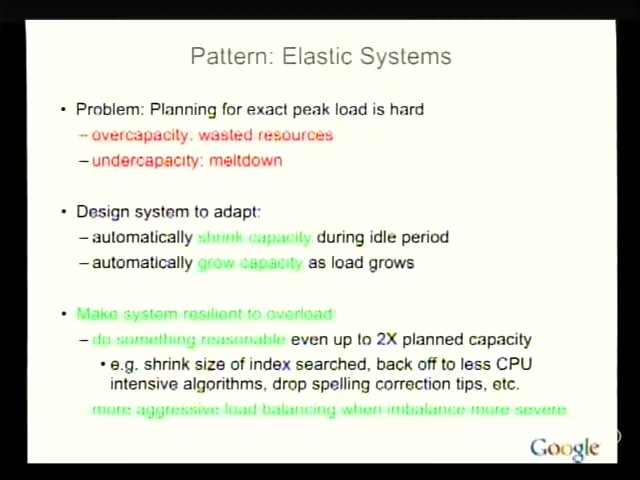 Pattern: Elastic Systems
• Problem: Planning for exact peak load is hard
– overcapacity: wasted resources
– undercapacity: meltdown
• Design system to adapt:
– automatically shrink capacity during idle period
– automatically grow capacity as load grows
• Make system resilient to overload
– do something reasonable even up to 2X planned capacity
• e.g. shrink size of index searched, back off to less CPU
intensive algorithms, drop spelling correction tips, etc.
– more aggressive load balancing when imbalance more severe
Google